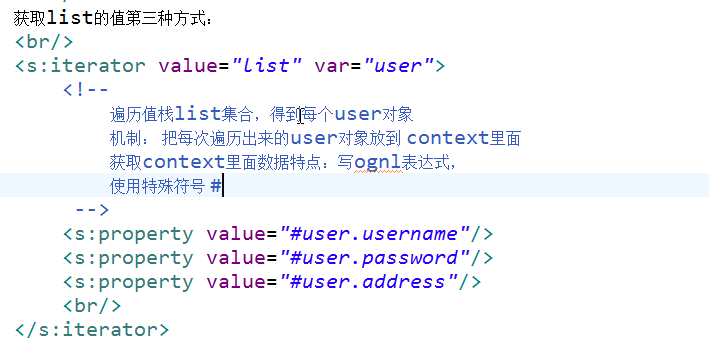 获取list的值第三种方式：
<br/>
<s:iterator value="list" var="user">
<!--
遍历值栈list集合，得到每个user对象
机制： 把每次遍历出来的user对象放到 context里面
获取context里面数据特点：写ognl表达式，
使用特殊符号 #
-->
<s:property value="#user.username"/>
<s:property value="#user.password"/>
<s:property value="#user.address"/>
<br/>
</s:iterator>